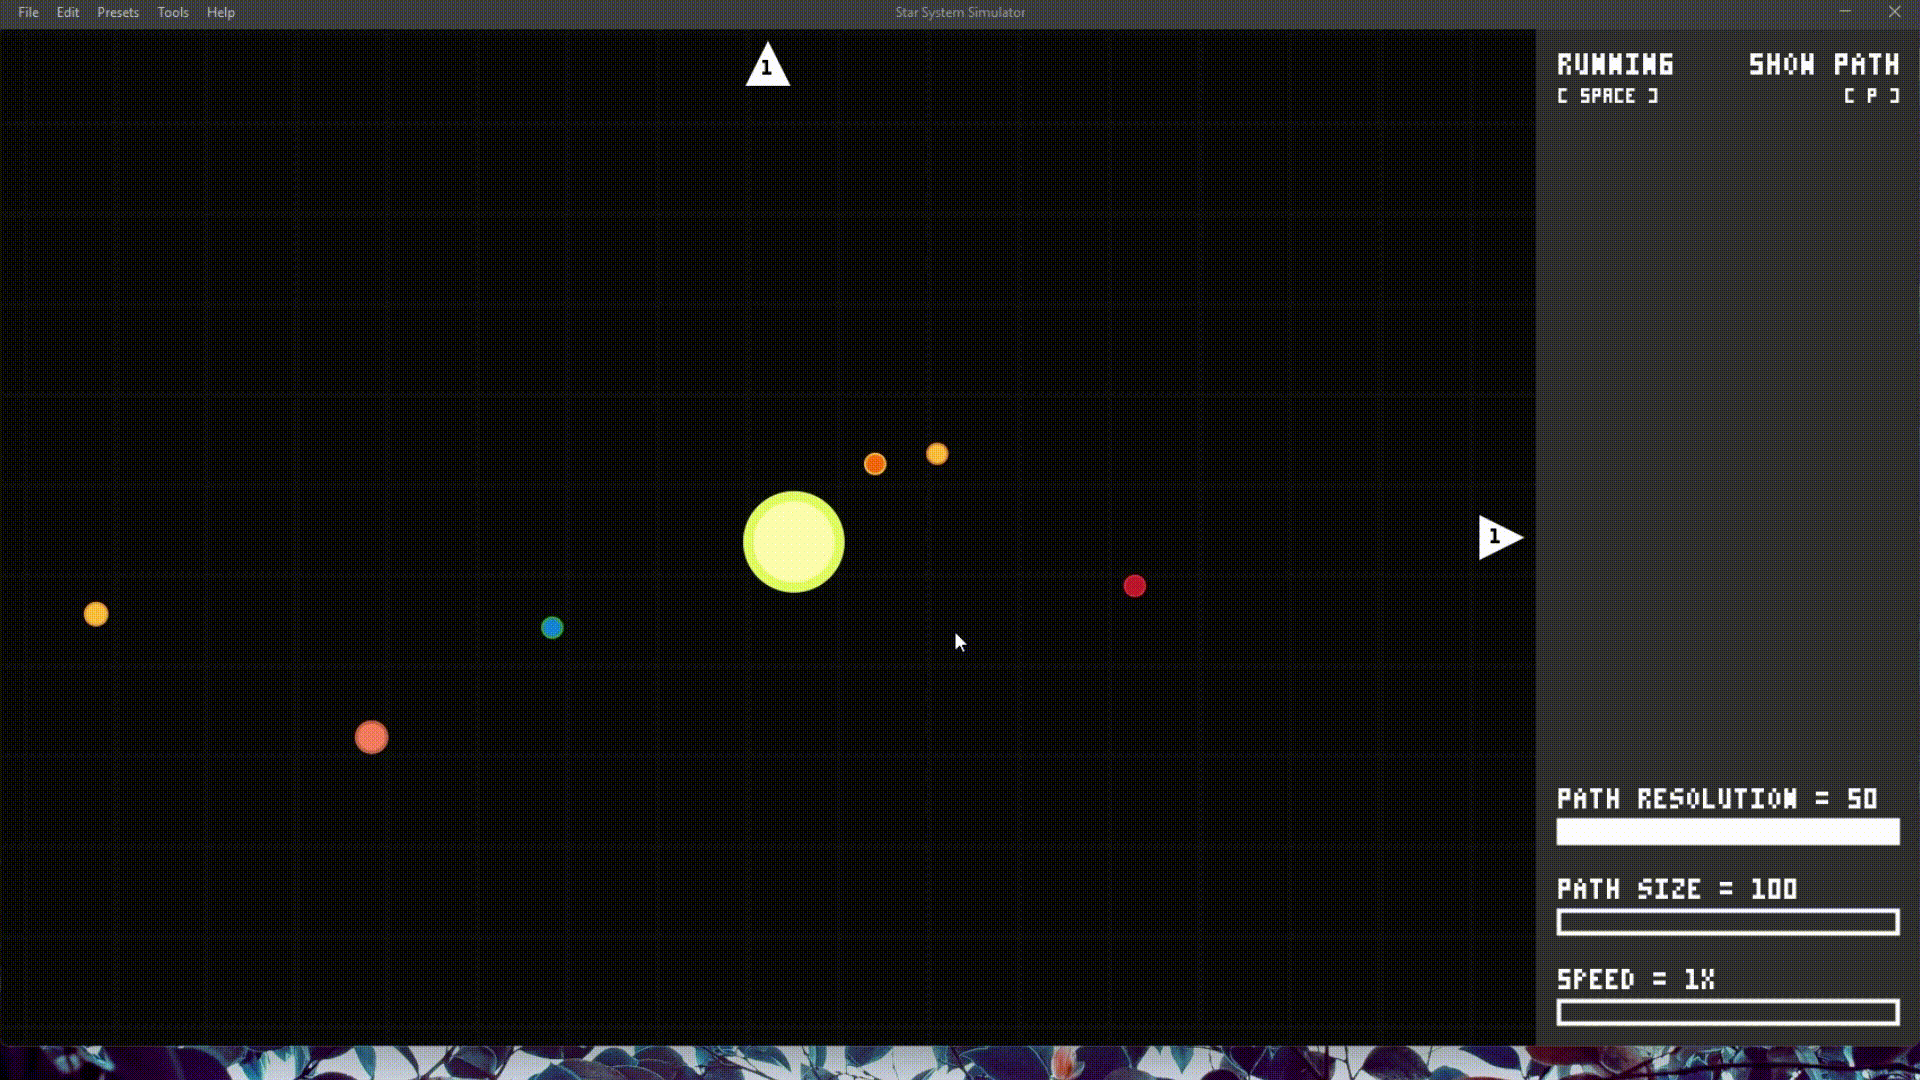 File Edit Presets Tools Help
Star System Simulator
1
RUNNING
[ SPACE ]
SHOW PATH
[ P ]
1
PATH RESOLUTION = 50
PATH SIZE = 100
SPEED = 1X